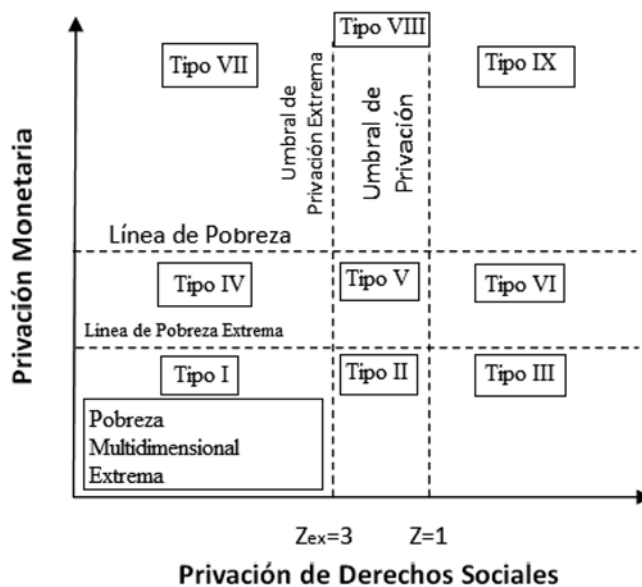 Privación Monetaria
Tipo VII
Tipo VIII
Tipo IX
Umbral de
Privación Extrema
Umbral de
Privación
Línea de Pobreza
Tipo IV
Tipo V
Tipo VI
Linea de Pobreza Extrema
Tipo I
Tipo II
Tipo III
Pobreza
Multidimensional
Extrema
Zex=3
Z=1
Privación de Derechos Sociales